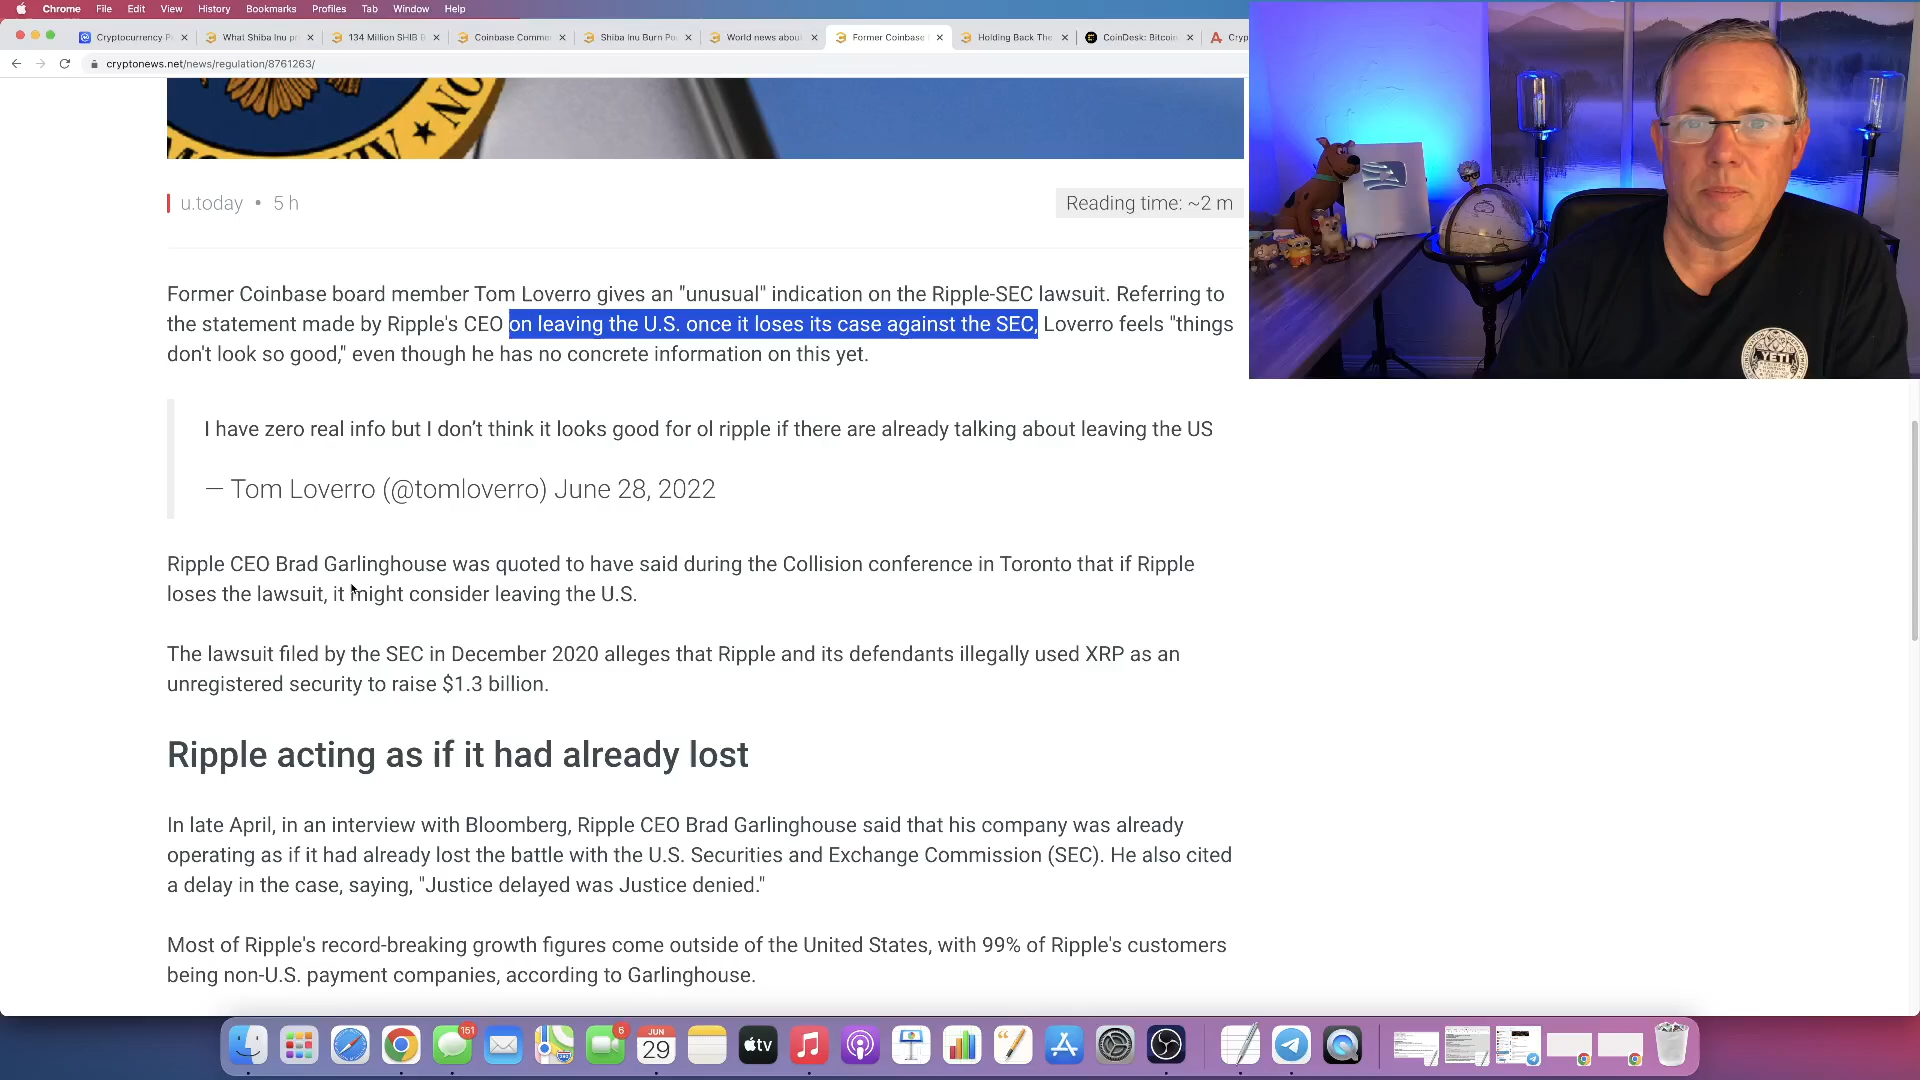 Chrome File Edit View History Bookmarks Profiles Tab Window Help
Cryptocurrency P
What Shiba Inu pr
134 Million SHIB B
Coinbase Comme
Shiba Inu Burn Po
World news about
Former Coinbase
Holding Back The
CoinDesk: Bitcoin,
Cryp
cryptonews.net/news/regulation/8761263/
u.today • 5 h
Reading time: ~2 m
Former Coinbase board member Tom Loverro gives an "unusual" indication on the Ripple-SEC lawsuit. Referring to
the statement made by Ripple's CEO on leaving the U.S. once it loses its case against the SEC, Loverro feels "things
don't look so good," even though he has no concrete information on this yet.
I have zero real info but I don't think it looks good for ol ripple if there are already talking about leaving the US
— Tom Loverro (@tomloverro) June 28, 2022
Ripple CEO Brad Garlinghouse was quoted to have said during the Collision conference in Toronto that if Ripple
loses the lawsuit, it might consider leaving the U.S.
The lawsuit filed by the SEC in December 2020 alleges that Ripple and its defendants illegally used XRP as an
unregistered security to raise $1.3 billion.
Ripple acting as if it had already lost
In late April, in an interview with Bloomberg, Ripple CEO Brad Garlinghouse said that his company was already
operating as if it had already lost the battle with the U.S. Securities and Exchange Commission (SEC). He also cited
a delay in the case, saying, "Justice delayed was Justice denied."
Most of Ripple's record-breaking growth figures come outside of the United States, with 99% of Ripple's customers
being non-U.S. payment companies, according to Garlinghouse.
YETI
151
6
JUN
29
tv